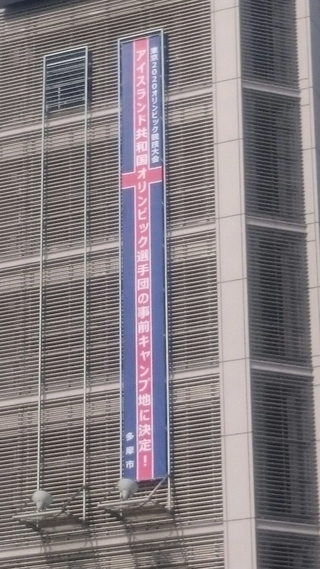 東京2020オリンピック競技大会
アイスランド共和国オリンピック選手団の事前キャンプ地に決定!
多摩市